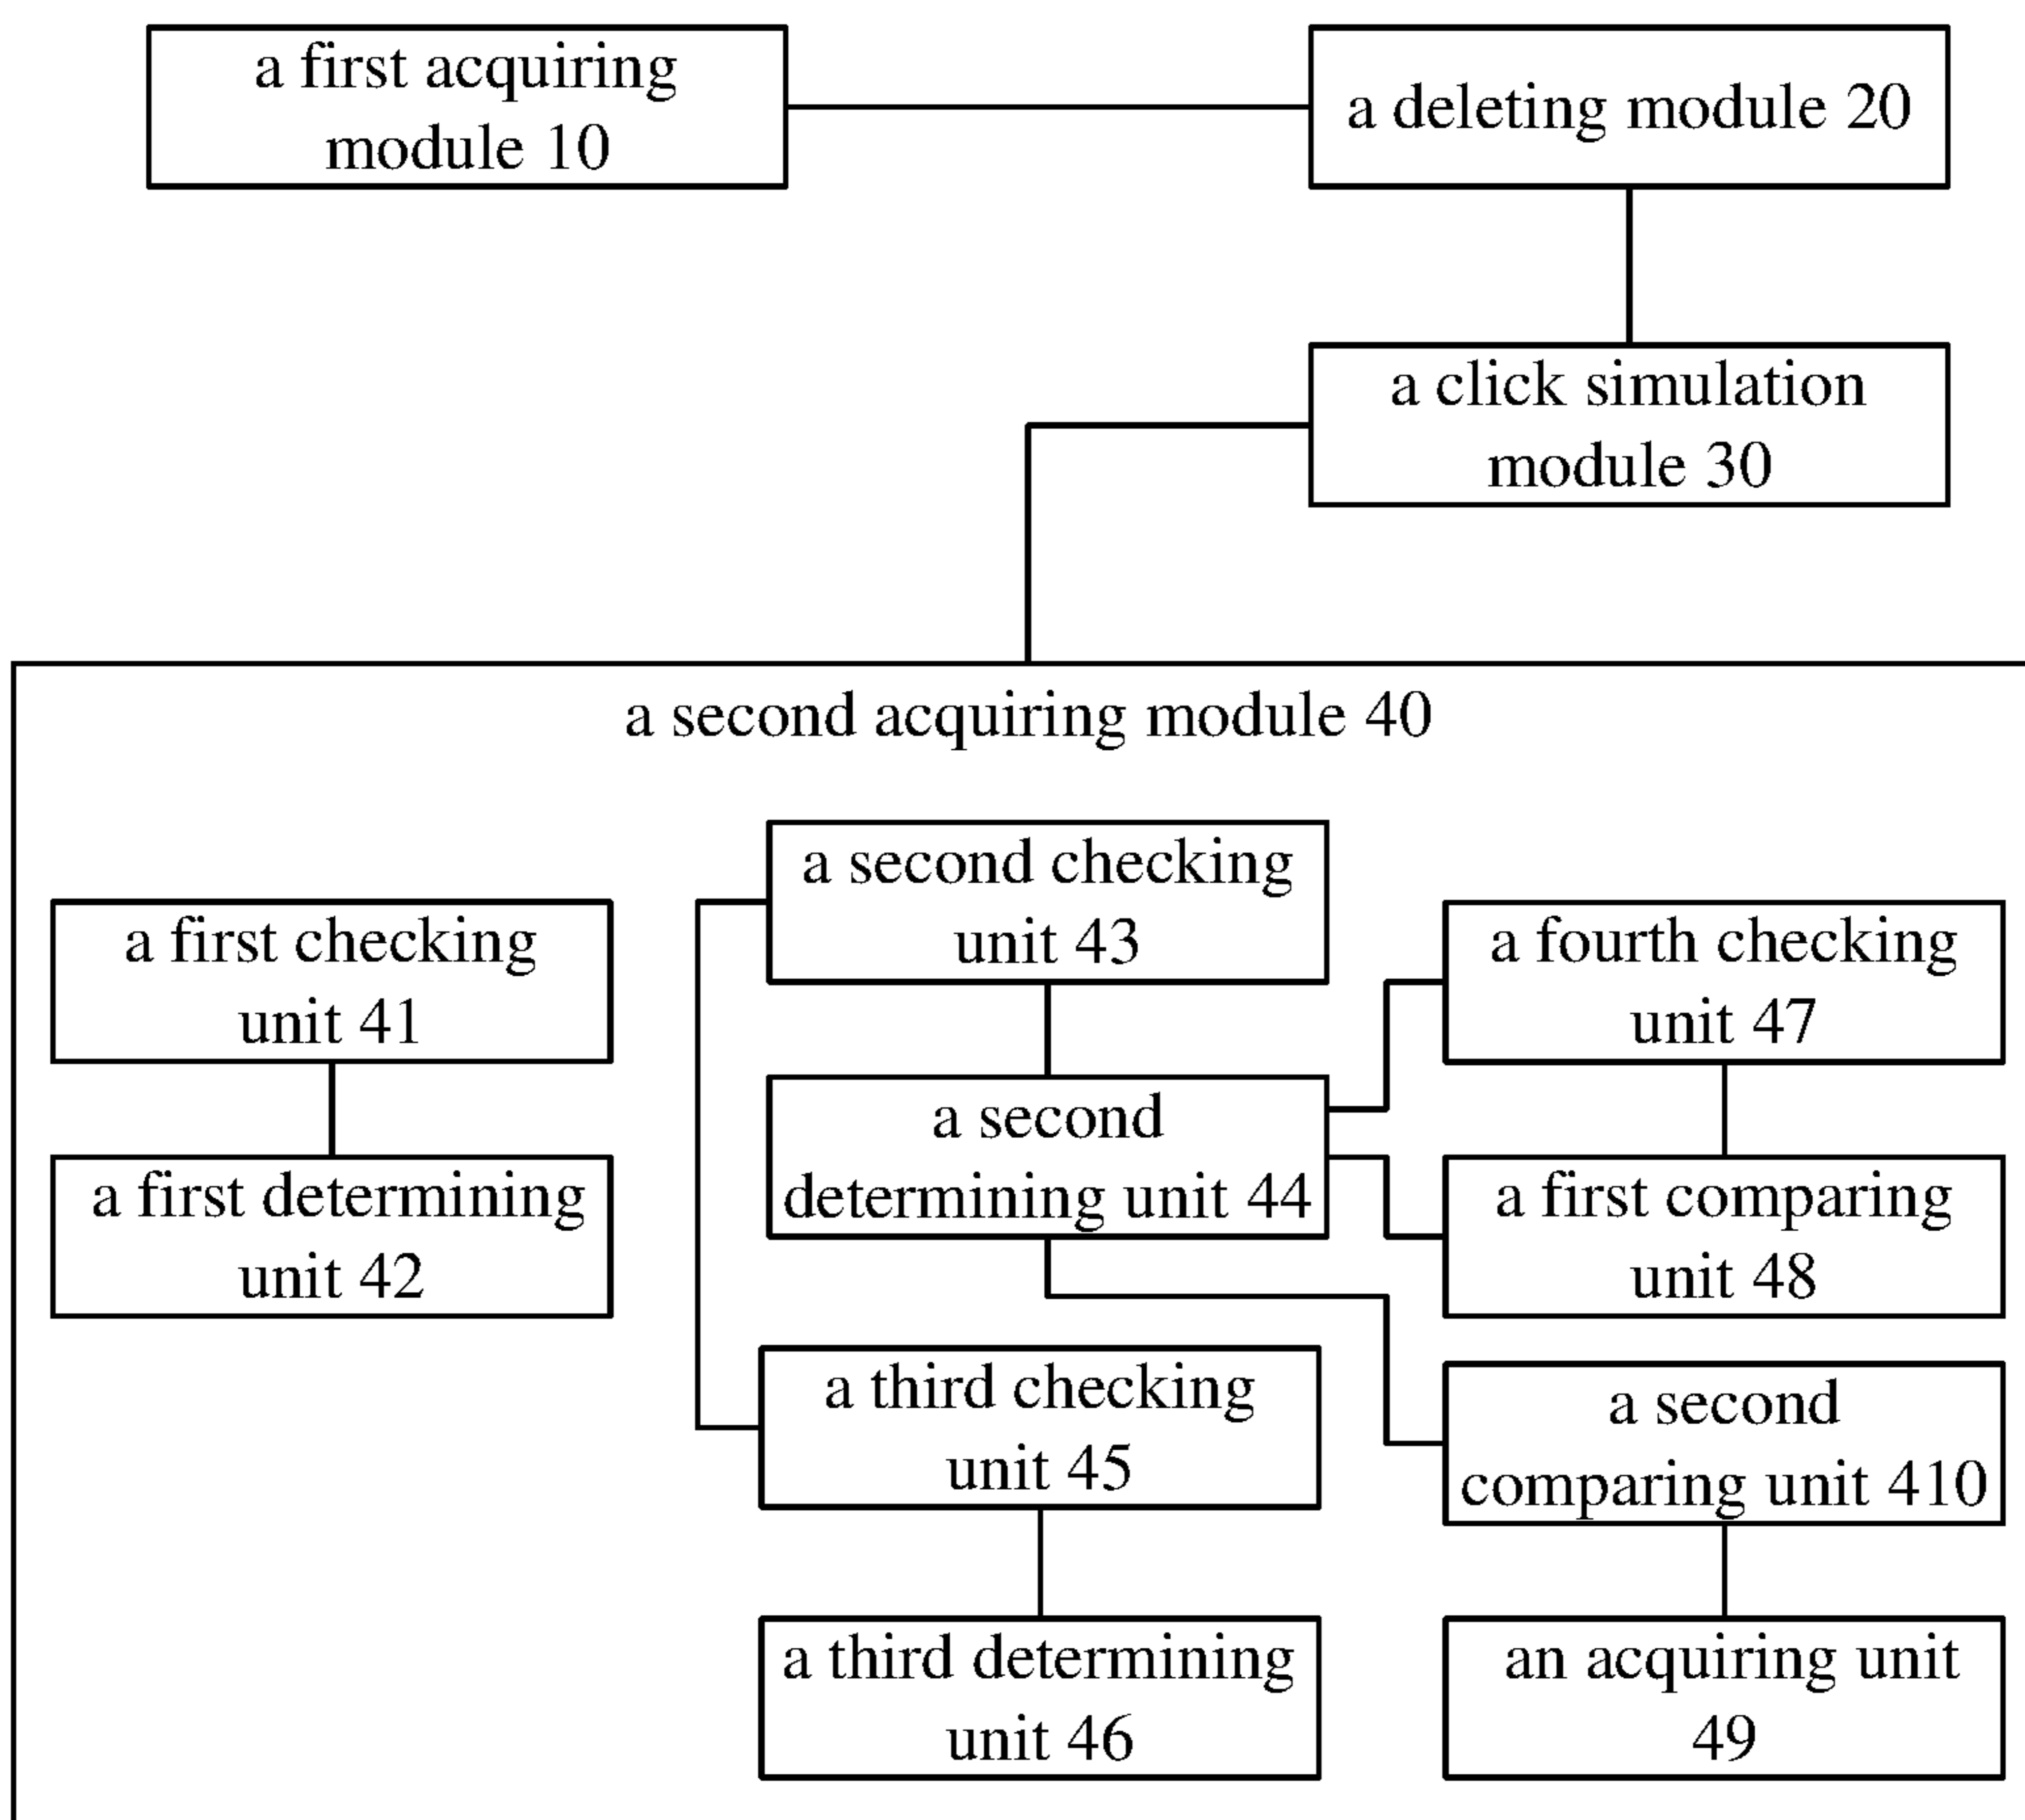 a first acquiring
module 10
a deleting module 20
a click simulation
module 30
a second acquiring module 40
a first checking
unit 41
a first determining
unit 42
a second checking
unit 43
a second
determining unit 44
a third checking
unit 45
a third determining
unit 46
a fourth checking
unit 47
a first comparing
unit 48
a second
comparing unit 410
an acquiring unit
49